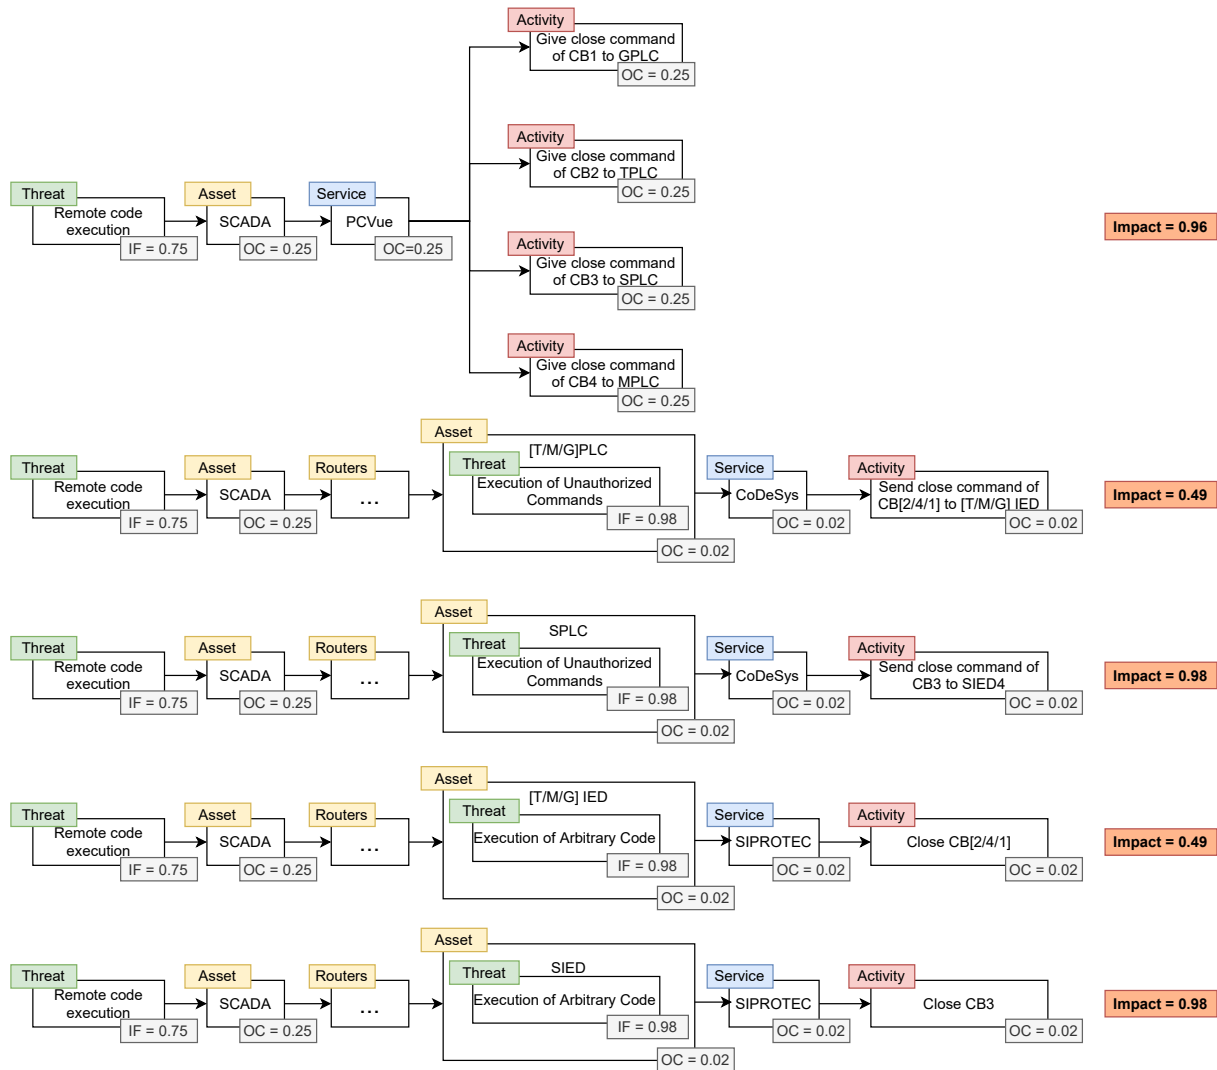 Activity
Give close command
of CB1 to GPLC
OC = 0.25
Activity
Give close command
of CB2 to TPLC
OC = 0.25
Threat
Remote code
execution
IF = 0.75
Asset
SCADA
OC = 0.25
Service
PCVue
OC=0.25
Impact = 0.96
Activity
Give close command
of CB3 to SPLC
OC = 0.25
Activity
Give close command
of CB4 to MPLC
OC = 0.25
Threat
Remote code
execution
IF = 0.75
Asset
SCADA
OC = 0.25
Routers
...
Asset
[T/M/G]PLC
Threat
Execution of Unauthorized
Commands
IF = 0.98
OC = 0.02
Service
CoDeSys
OC = 0.02
Activity
Send close command of
CB[2/4/1] to [T/M/G] IED
OC = 0.02
Impact = 0.49
Threat
Remote code
execution
IF = 0.75
Asset
SCADA
OC = 0.25
Routers
...
Asset
SPLC
Threat
Execution of Unauthorized
Commands
IF = 0.98
OC = 0.02
Service
CoDeSys
OC = 0.02
Activity
Send close command of
CB3 to SIED4
OC = 0.02
Impact = 0.98
Threat
Remote code
execution
IF = 0.75
Asset
SCADA
OC = 0.25
Routers
...
Asset
[T/M/G] IED
Threat
Execution of Arbitrary Code
IF = 0.98
OC = 0.02
Service
SIPROTEC
OC = 0.02
Activity
Close CB[2/4/1]
OC = 0.02
Impact = 0.49
Threat
Remote code
execution
IF = 0.75
Asset
SCADA
OC = 0.25
Routers
...
Asset
SIED
Threat
Execution of Arbitrary Code
IF = 0.98
OC = 0.02
Service
SIPROTEC
OC = 0.02
Activity
Close CB3
OC = 0.02
Impact = 0.98